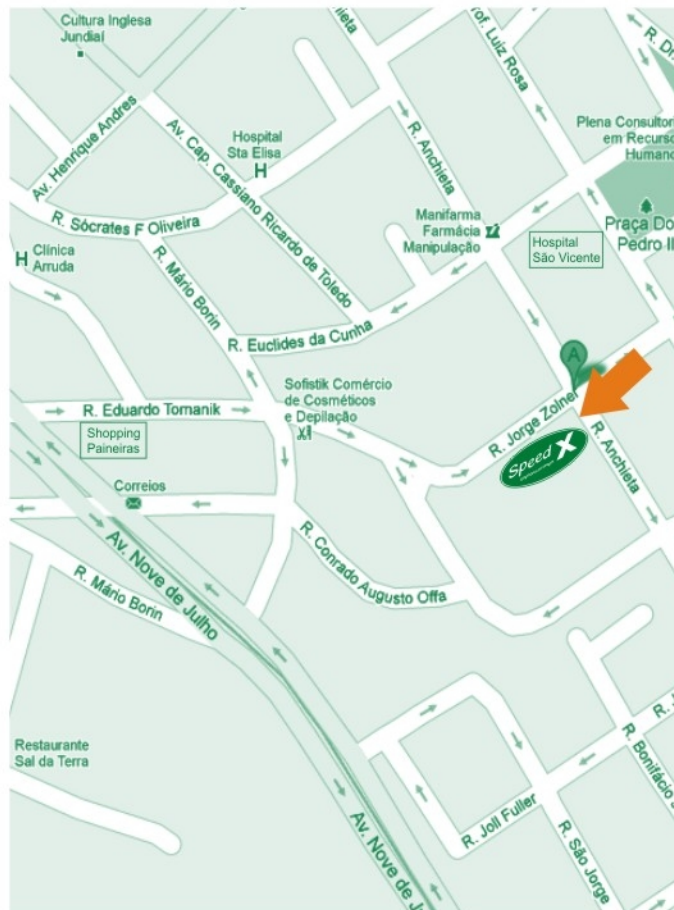 Cultura Inglesa
Jundiaí
R. Anchieta
Prof. Luiz Rosa
Av. Henrique Andres
Av. Cap. Cassiano Ricardo de Toledo
Hospital
Sta Elisa
H
R. Anchieta
Plena Consultor
em Recurso
Humano
R. Sócrates F Oliveira
Manifarma
Farmácia
Manipulação
Hospital
São Vicente
Praça Do
Pedro II
H Clínica
Arruda
R. Mário Borin
R. Euclides da Cunha
A
Sofistik Comércio
de Cosméticos
e Depilação
R. Eduardo Tomanik
R. Jorge Zolner
Shopping
Paineiras
Speed X
R. Anchieta
Correios
Av. Nove de Julho
R. Conrado Augusto Offa
R. Mário Borin
Restaurante
Sal da Terra
R. Bonifácio
R. Joll Fuller
R. São Jorge
Av. Nove de J